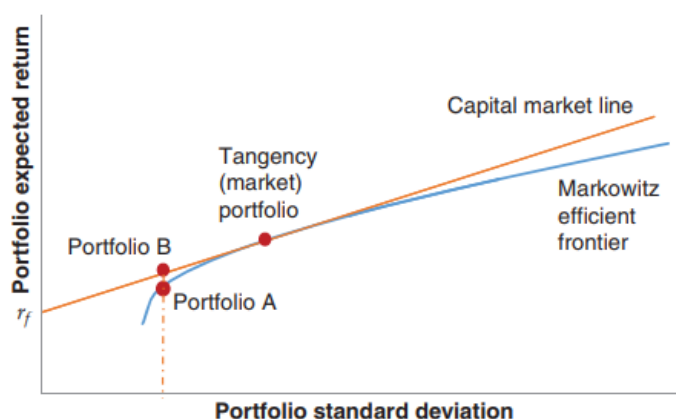 Portfolio expected return
Capital market line
Tangency
(market)
portfolio
Markowitz
efficient
frontier
Portfolio B
Portfolio A
rf
Portfolio standard deviation